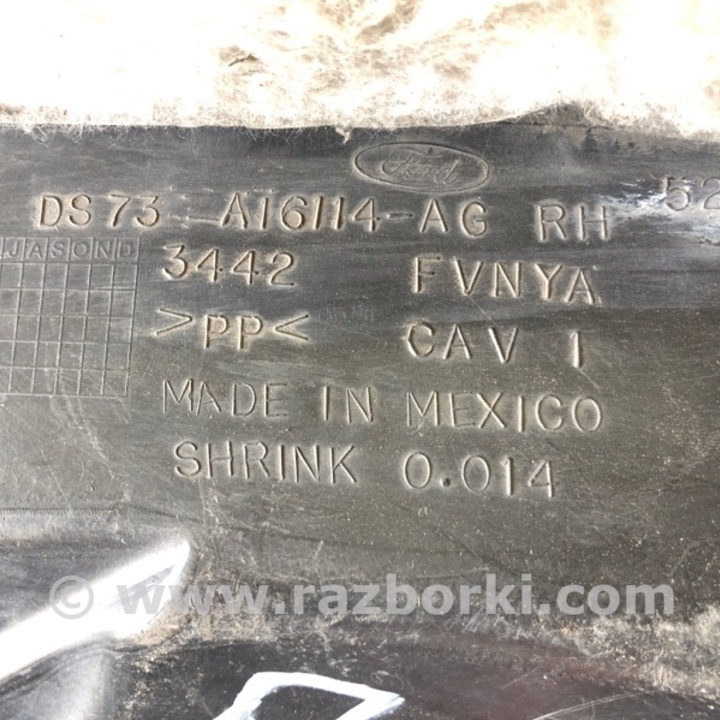 Ford
DS73-A16114-AG RH 52
JASOND 3442 FVNYA
>PP< CAV 1
MADE IN MEXICO
SHRINK 0.014
© www.razborki.com